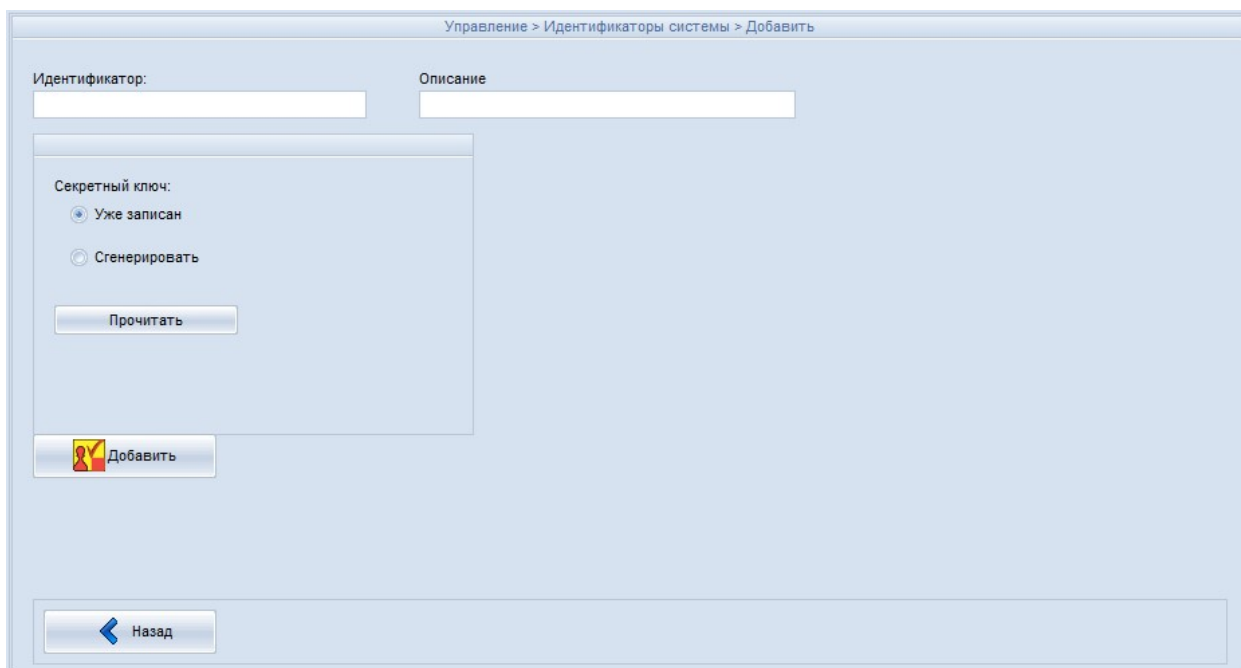 Управление > Идентификаторы системы > Добавить
Идентификатор:
Описание
Секретный ключ:
Уже записан
Сгенерировать
Прочитать
Добавить
Назад